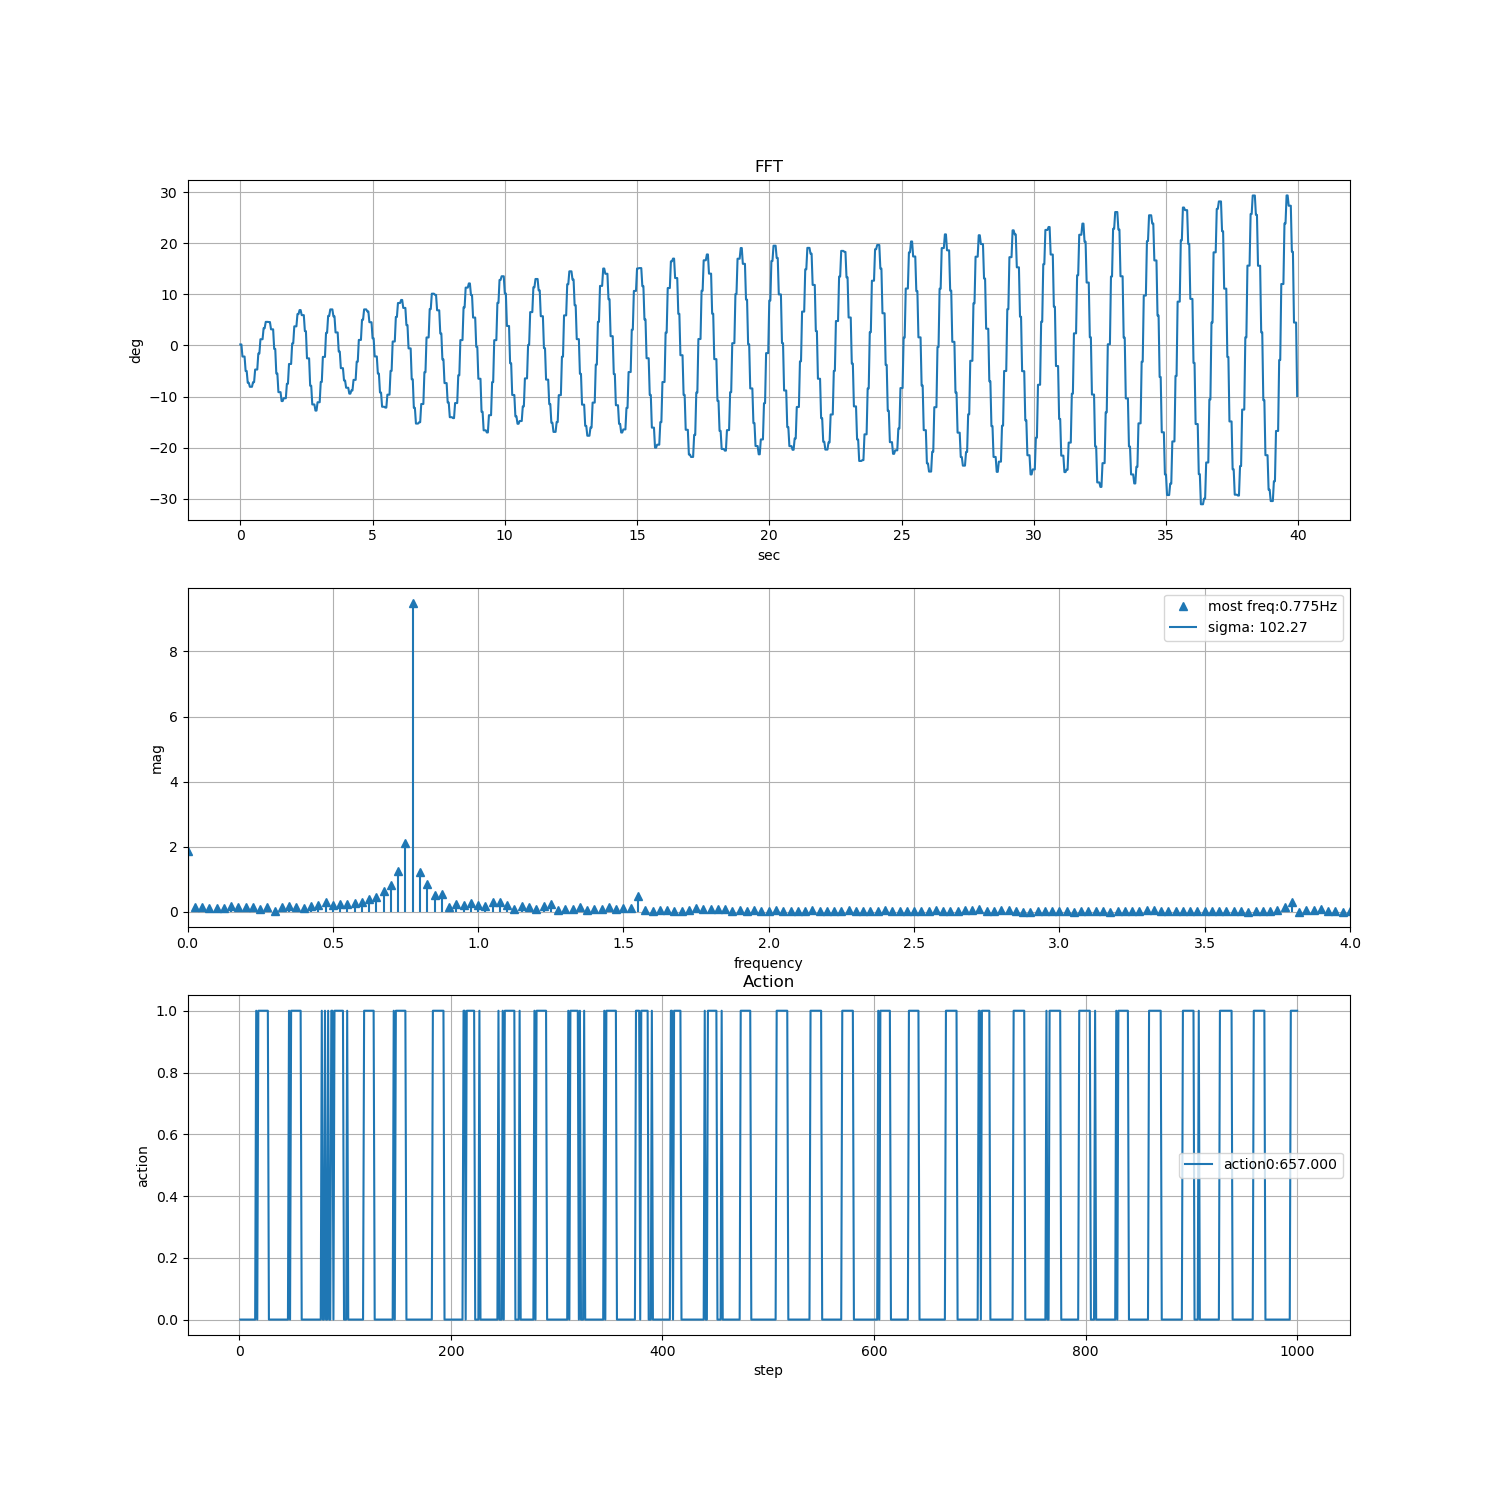 FFT
30
20
10
0
−10
−20
−30
deg
0 5 10 15 20 25 30 35 40
sec
most freq:0.775Hz
sigma: 102.27
8
6
4
2
0
mag
0.0 0.5 1.0 1.5 2.0 2.5 3.0 3.5 4.0
frequency
Action
1.0
0.8
0.6
0.4
0.2
0.0
action
action0:657.000
0 200 400 600 800 1000
step